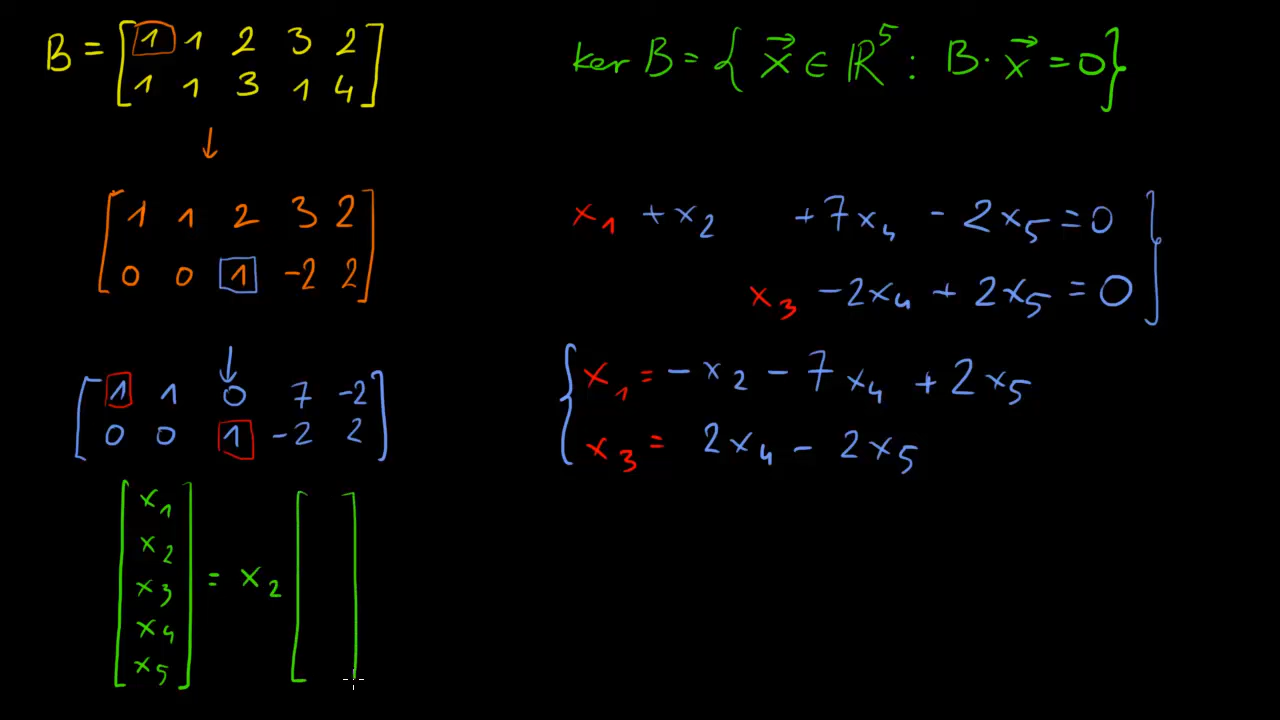 B = [ 1 1 2 3 2
1 1 3 1 4 ]
ker B = { x⃗ ∈ ℝ⁵ : B · x⃗ = 0 }
↓
[ 1 1 2 3 2
0 0 1 -2 2 ]
x₁ + x₂ + 7x₄ - 2x₅ = 0
x₃ - 2x₄ + 2x₅ = 0 }
↓
[ 1 1 0 7 -2
0 0 1 -2 2 ]
{ x₁ = - x₂ - 7x₄ + 2x₅
x₃ = 2x₄ - 2x₅
[ x₁
x₂
x₃ ] = x₂ [ ]
x₄
x₅